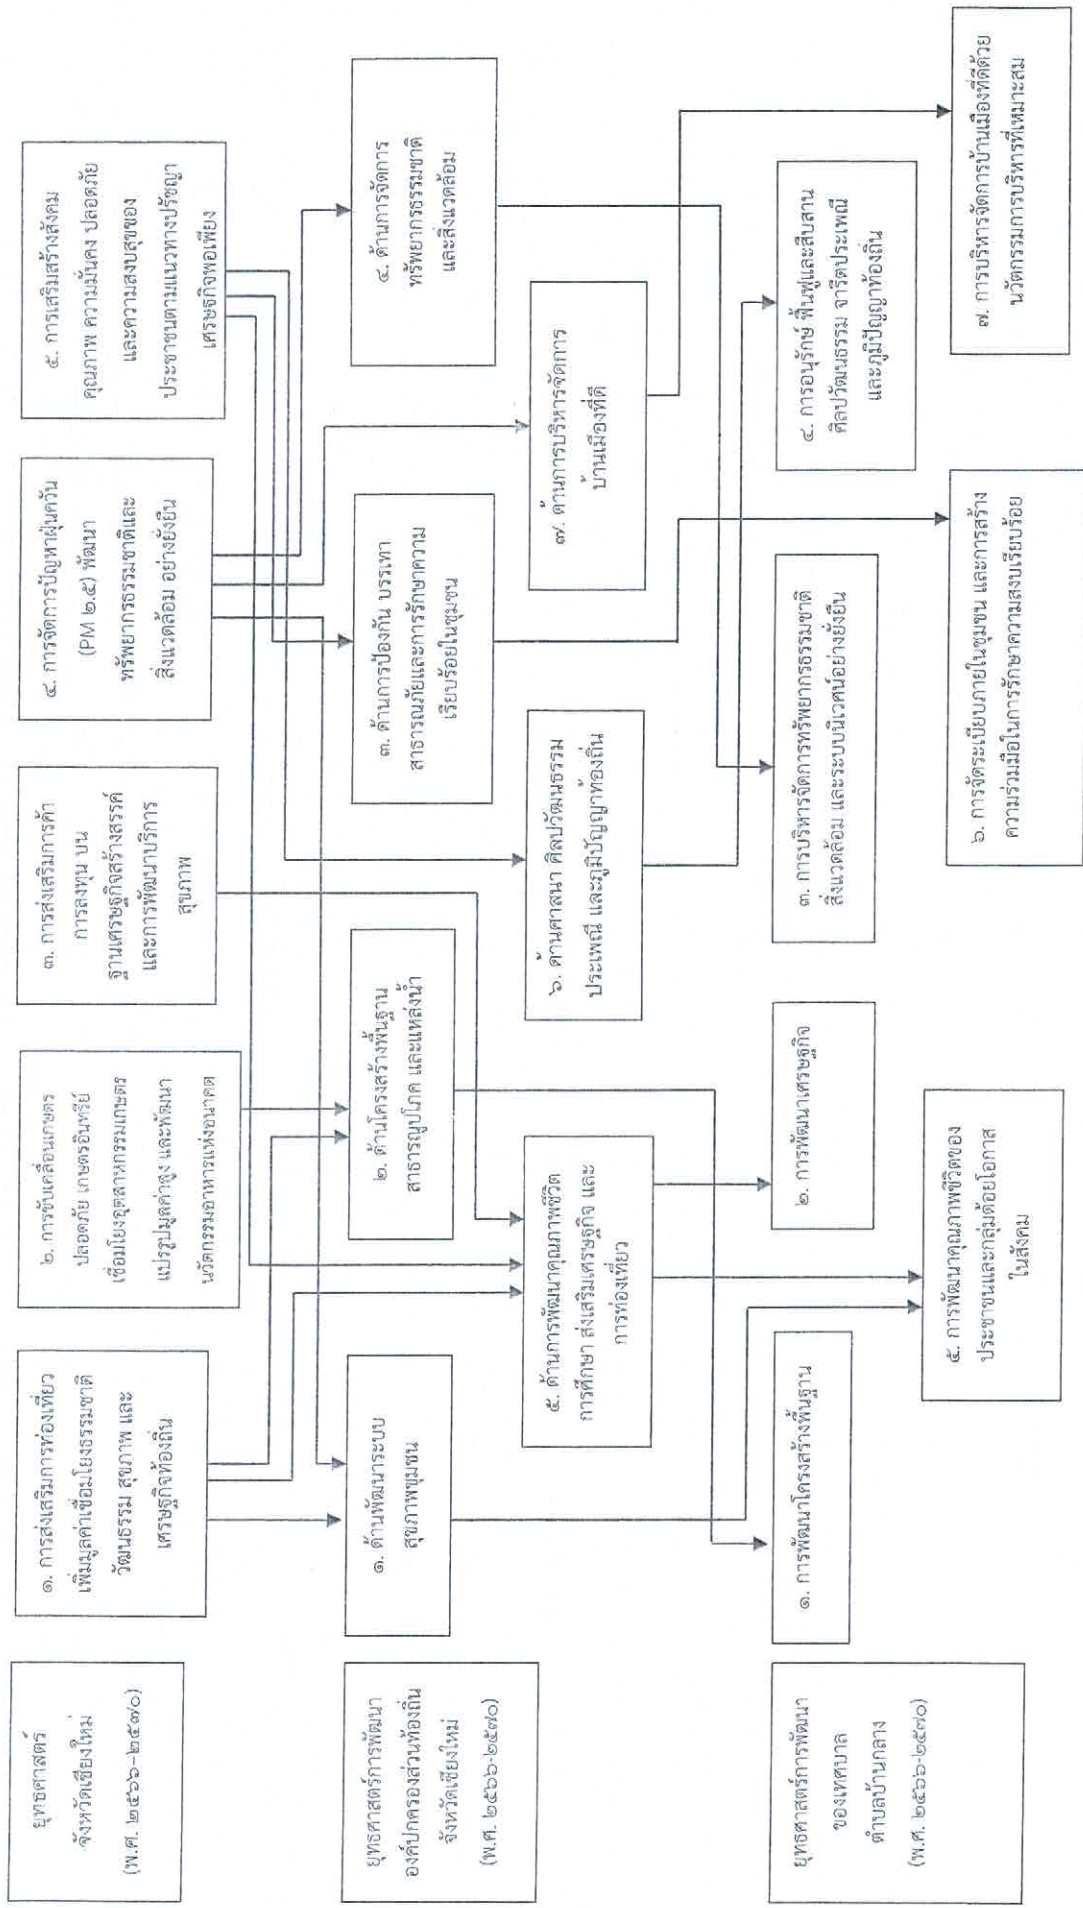 ยุทธศาสตร์
จังหวัดเชียงใหม่
(พ.ศ. ๒๕๖๖-๒๕๗๐)
๑. การส่งเสริมการท่องเที่ยว
เพิ่มมูลค่าเชื่อมโยงธรรมชาติ
วัฒนธรรม สุขภาพ และ
เศรษฐกิจท้องถิ่น
๒. การขับเคลื่อนเกษตร
ปลอดภัย เกษตรอินทรีย์
เชื่อมโยงอุตสาหกรรมเกษตร
แปรรูปมูลค่าสูง และพัฒนา
นวัตกรรมอาหารแห่งอนาคต
๓. การส่งเสริมการค้า
การลงทุน บน
ฐานเศรษฐกิจสร้างสรรค์
และการพัฒนาบริการ
สุขภาพ
๔. การจัดการปัญหาฝุ่นควัน
(PM ๒.๕) พัฒนา
ทรัพยากรธรรมชาติและ
สิ่งแวดล้อม อย่างยั่งยืน
๕. การเสริมสร้างสังคม
คุณภาพ ความมั่นคง ปลอดภัย
และความสงบสุขของ
ประชาชนตามแนวทางปรัชญา
เศรษฐกิจพอเพียง
ยุทธศาสตร์การพัฒนา
องค์ปกครองส่วนท้องถิ่น
จังหวัดเชียงใหม่
(พ.ศ. ๒๕๖๖-๒๕๗๐)
๑. ด้านพัฒนาระบบ
สุขภาพชุมชน
๒. ด้านโครงสร้างพื้นฐาน
สาธารณูปโภค และแหล่งน้ำ
๓. ด้านการป้องกัน บรรเทา
สาธารณภัยและการรักษาความ
เรียบร้อยในชุมชน
๔. ด้านการจัดการ
ทรัพยากรธรรมชาติ
และสิ่งแวดล้อม
๕. ด้านการพัฒนาคุณภาพชีวิต
การศึกษา ส่งเสริมเศรษฐกิจ และ
การท่องเที่ยว
๖. ด้านศาสนา ศิลปวัฒนธรรม
ประเพณี และภูมิปัญญาท้องถิ่น
๗. ด้านการบริหารจัดการ
บ้านเมืองที่ดี
ยุทธศาสตร์การพัฒนา
ของเทศบาล
ตำบลบ้านกลาง
(พ.ศ. ๒๕๖๖-๒๕๗๐)
๑. การพัฒนาโครงสร้างพื้นฐาน
๒. การพัฒนาเศรษฐกิจ
๓. การบริหารจัดการทรัพยากรธรรมชาติ
สิ่งแวดล้อม และระบบนิเวศน์อย่างยั่งยืน
๔. การอนุรักษ์ ฟื้นฟูและสืบสาน
ศิลปวัฒนธรรม จารีตประเพณี
และภูมิปัญญาท้องถิ่น
๕. การพัฒนาคุณภาพชีวิตของ
ประชาชนและกลุ่มด้อยโอกาส
ในสังคม
๖. การจัดระเบียบภายในชุมชน และการสร้าง
ความร่วมมือในการรักษาความสงบเรียบร้อย
๗. การบริหารจัดการบ้านเมืองที่ดีด้วย
นวัตกรรมการบริหารที่เหมาะสม